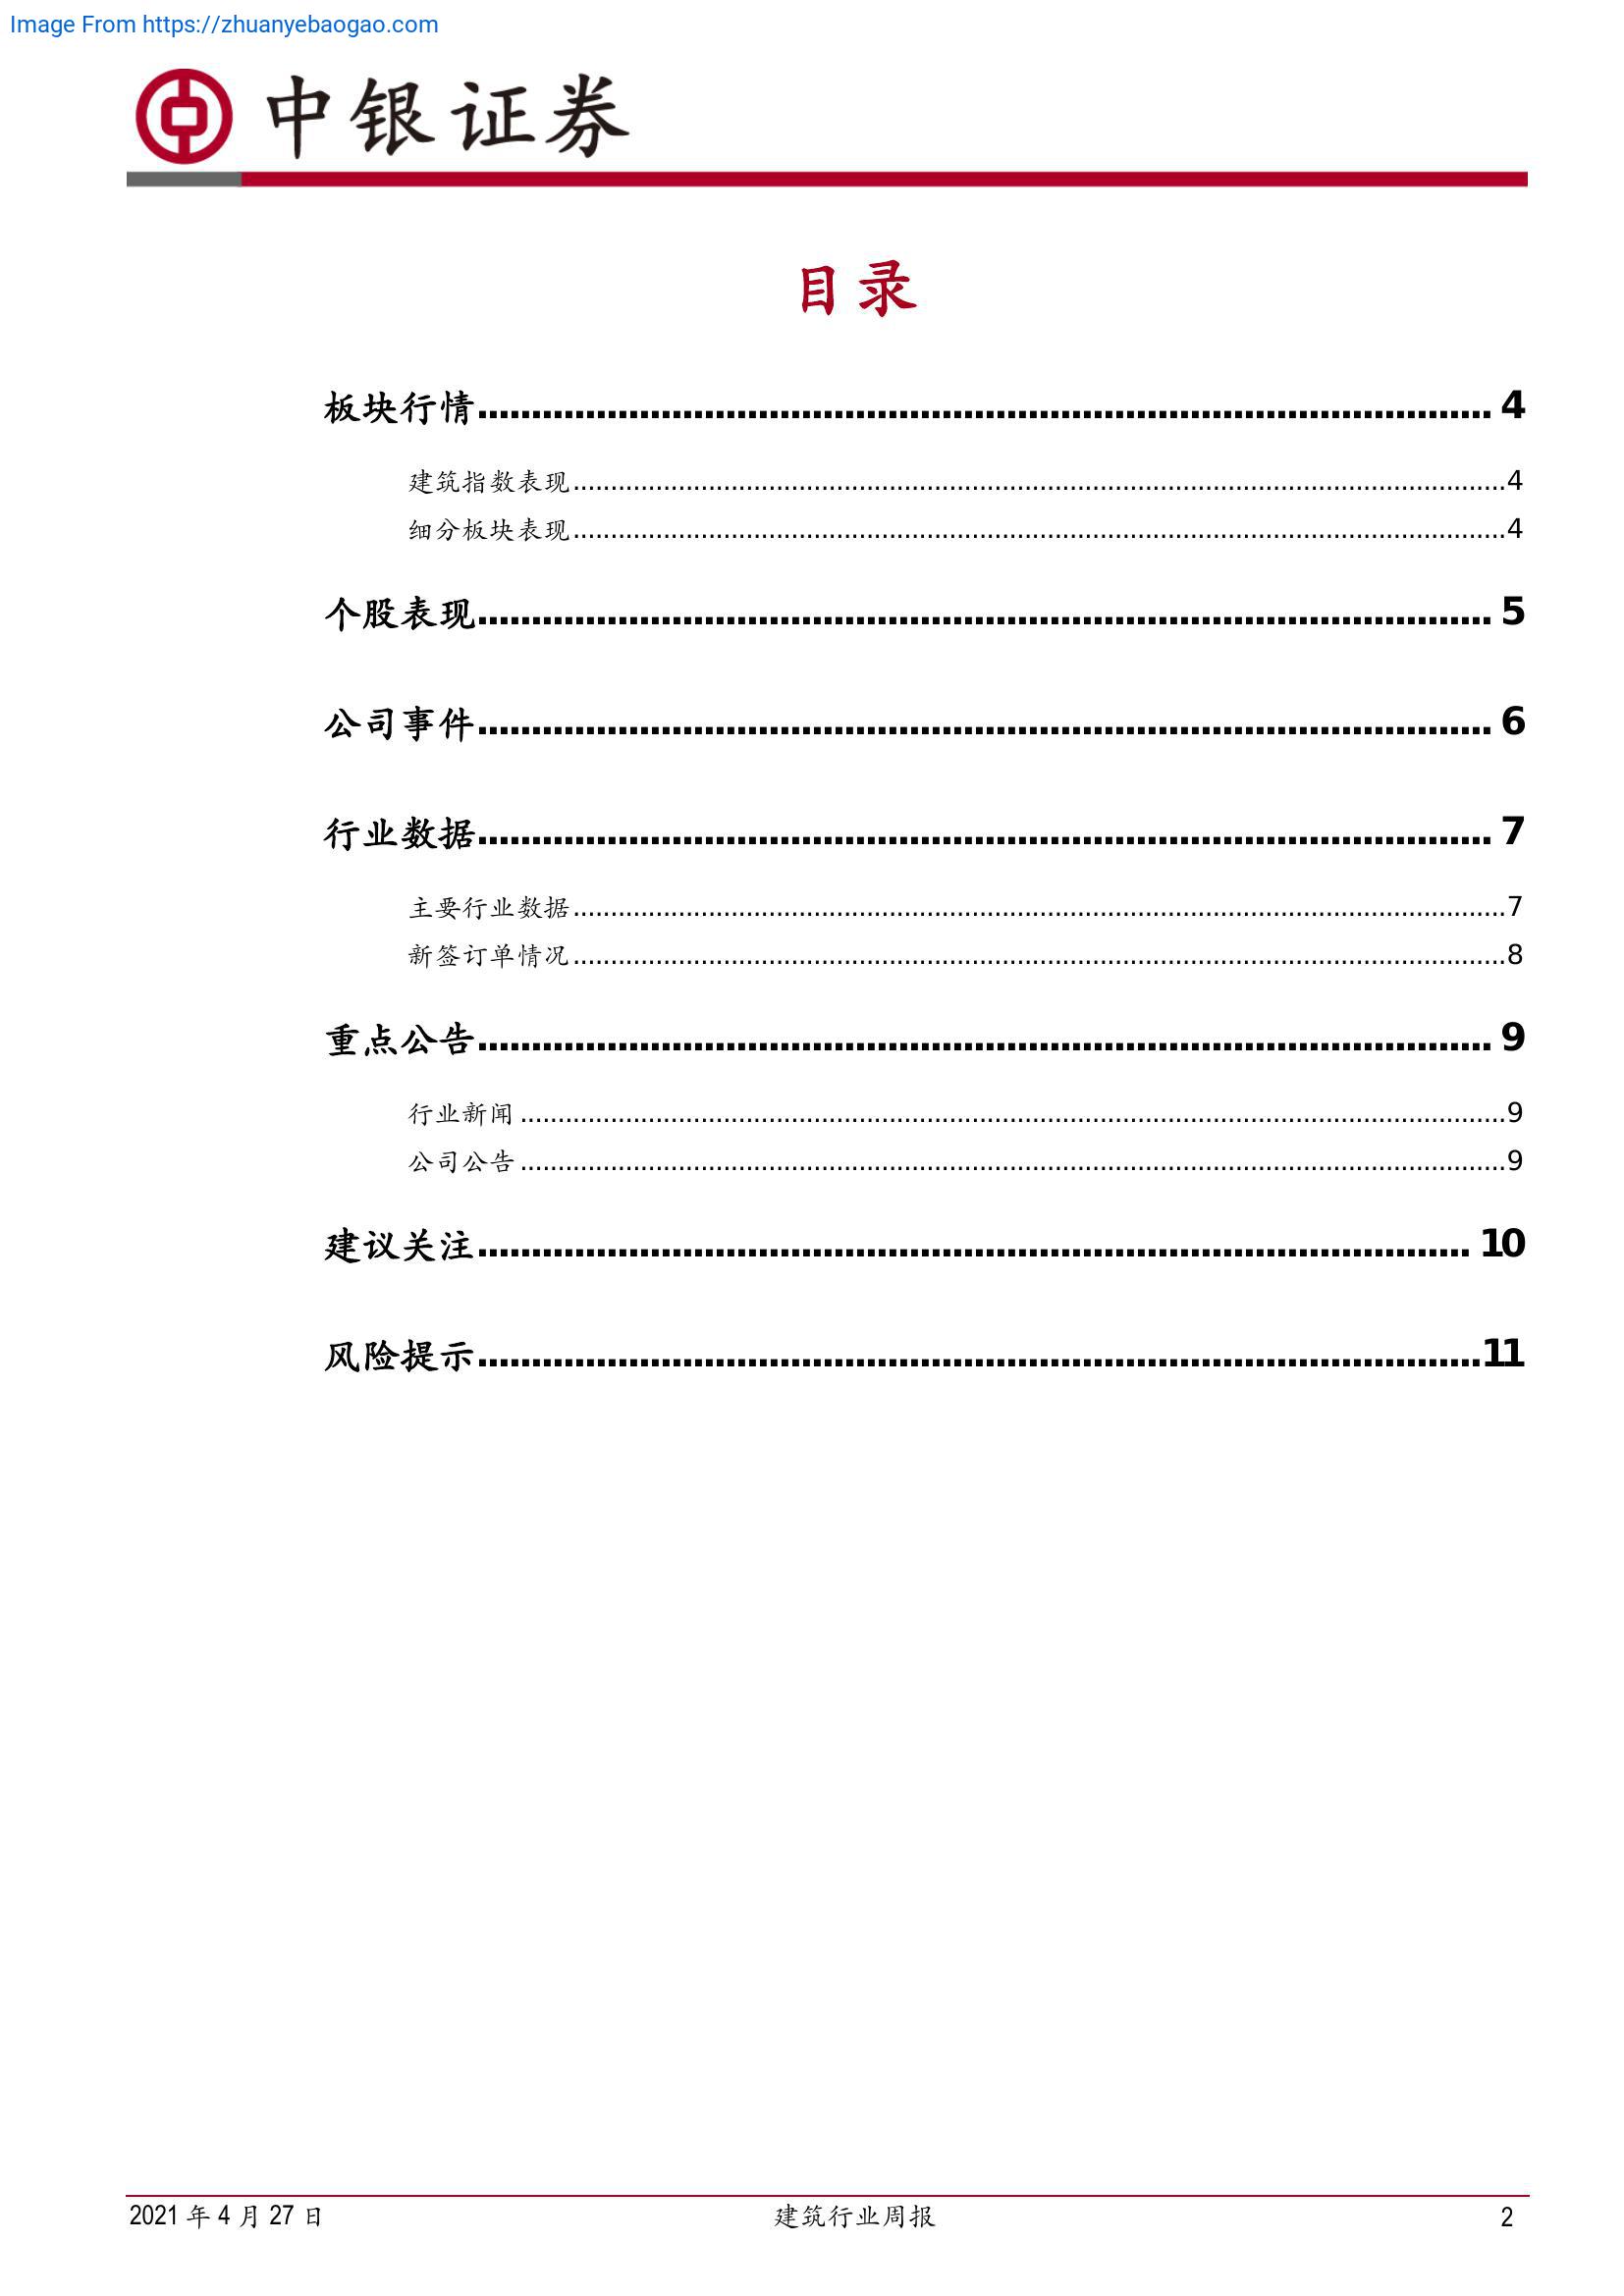 Image From https://zhuanyebaogao.com
中银证券
目录
板块行情 4
建筑指数表现 4
细分板块表现 4
个股表现 5
公司事件 6
行业数据 7
主要行业数据 7
新签订单情况 8
重点公告 9
行业新闻 9
公司公告 9
建议关注 10
风险提示 11
2021 年 4 月 27 日 建筑行业周报 2